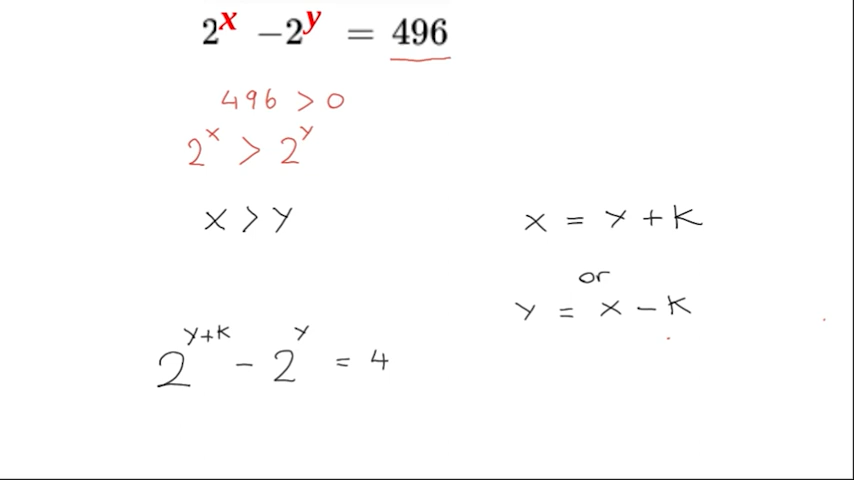 2^x − 2^y = 496
496 > 0
2^x > 2^y
x > y
x = y + k
or
y = x − k
2^(y+k) − 2^y = 4